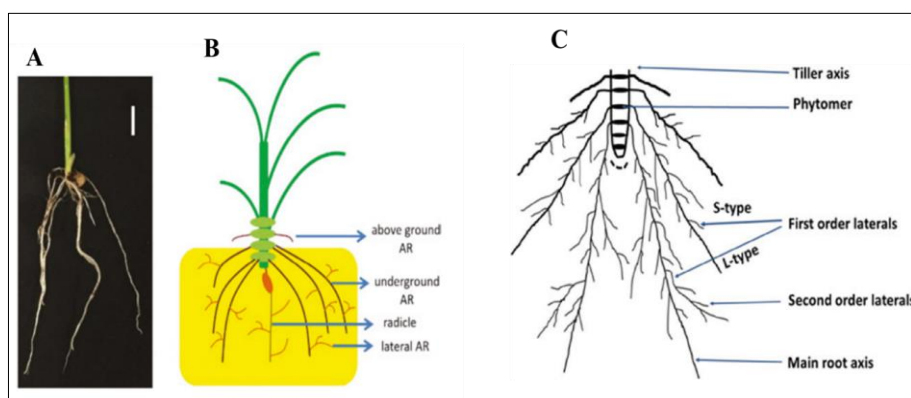 A
B
above ground
AR
underground
AR
radicle
lateral AR
C
Tiller axis
Phytomer
S-type
First order laterals
L-type
Second order laterals
Main root axis